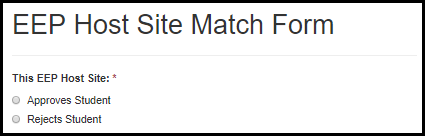 EEP Host Site Match Form
This EEP Host Site: *
Approves Student
Rejects Student